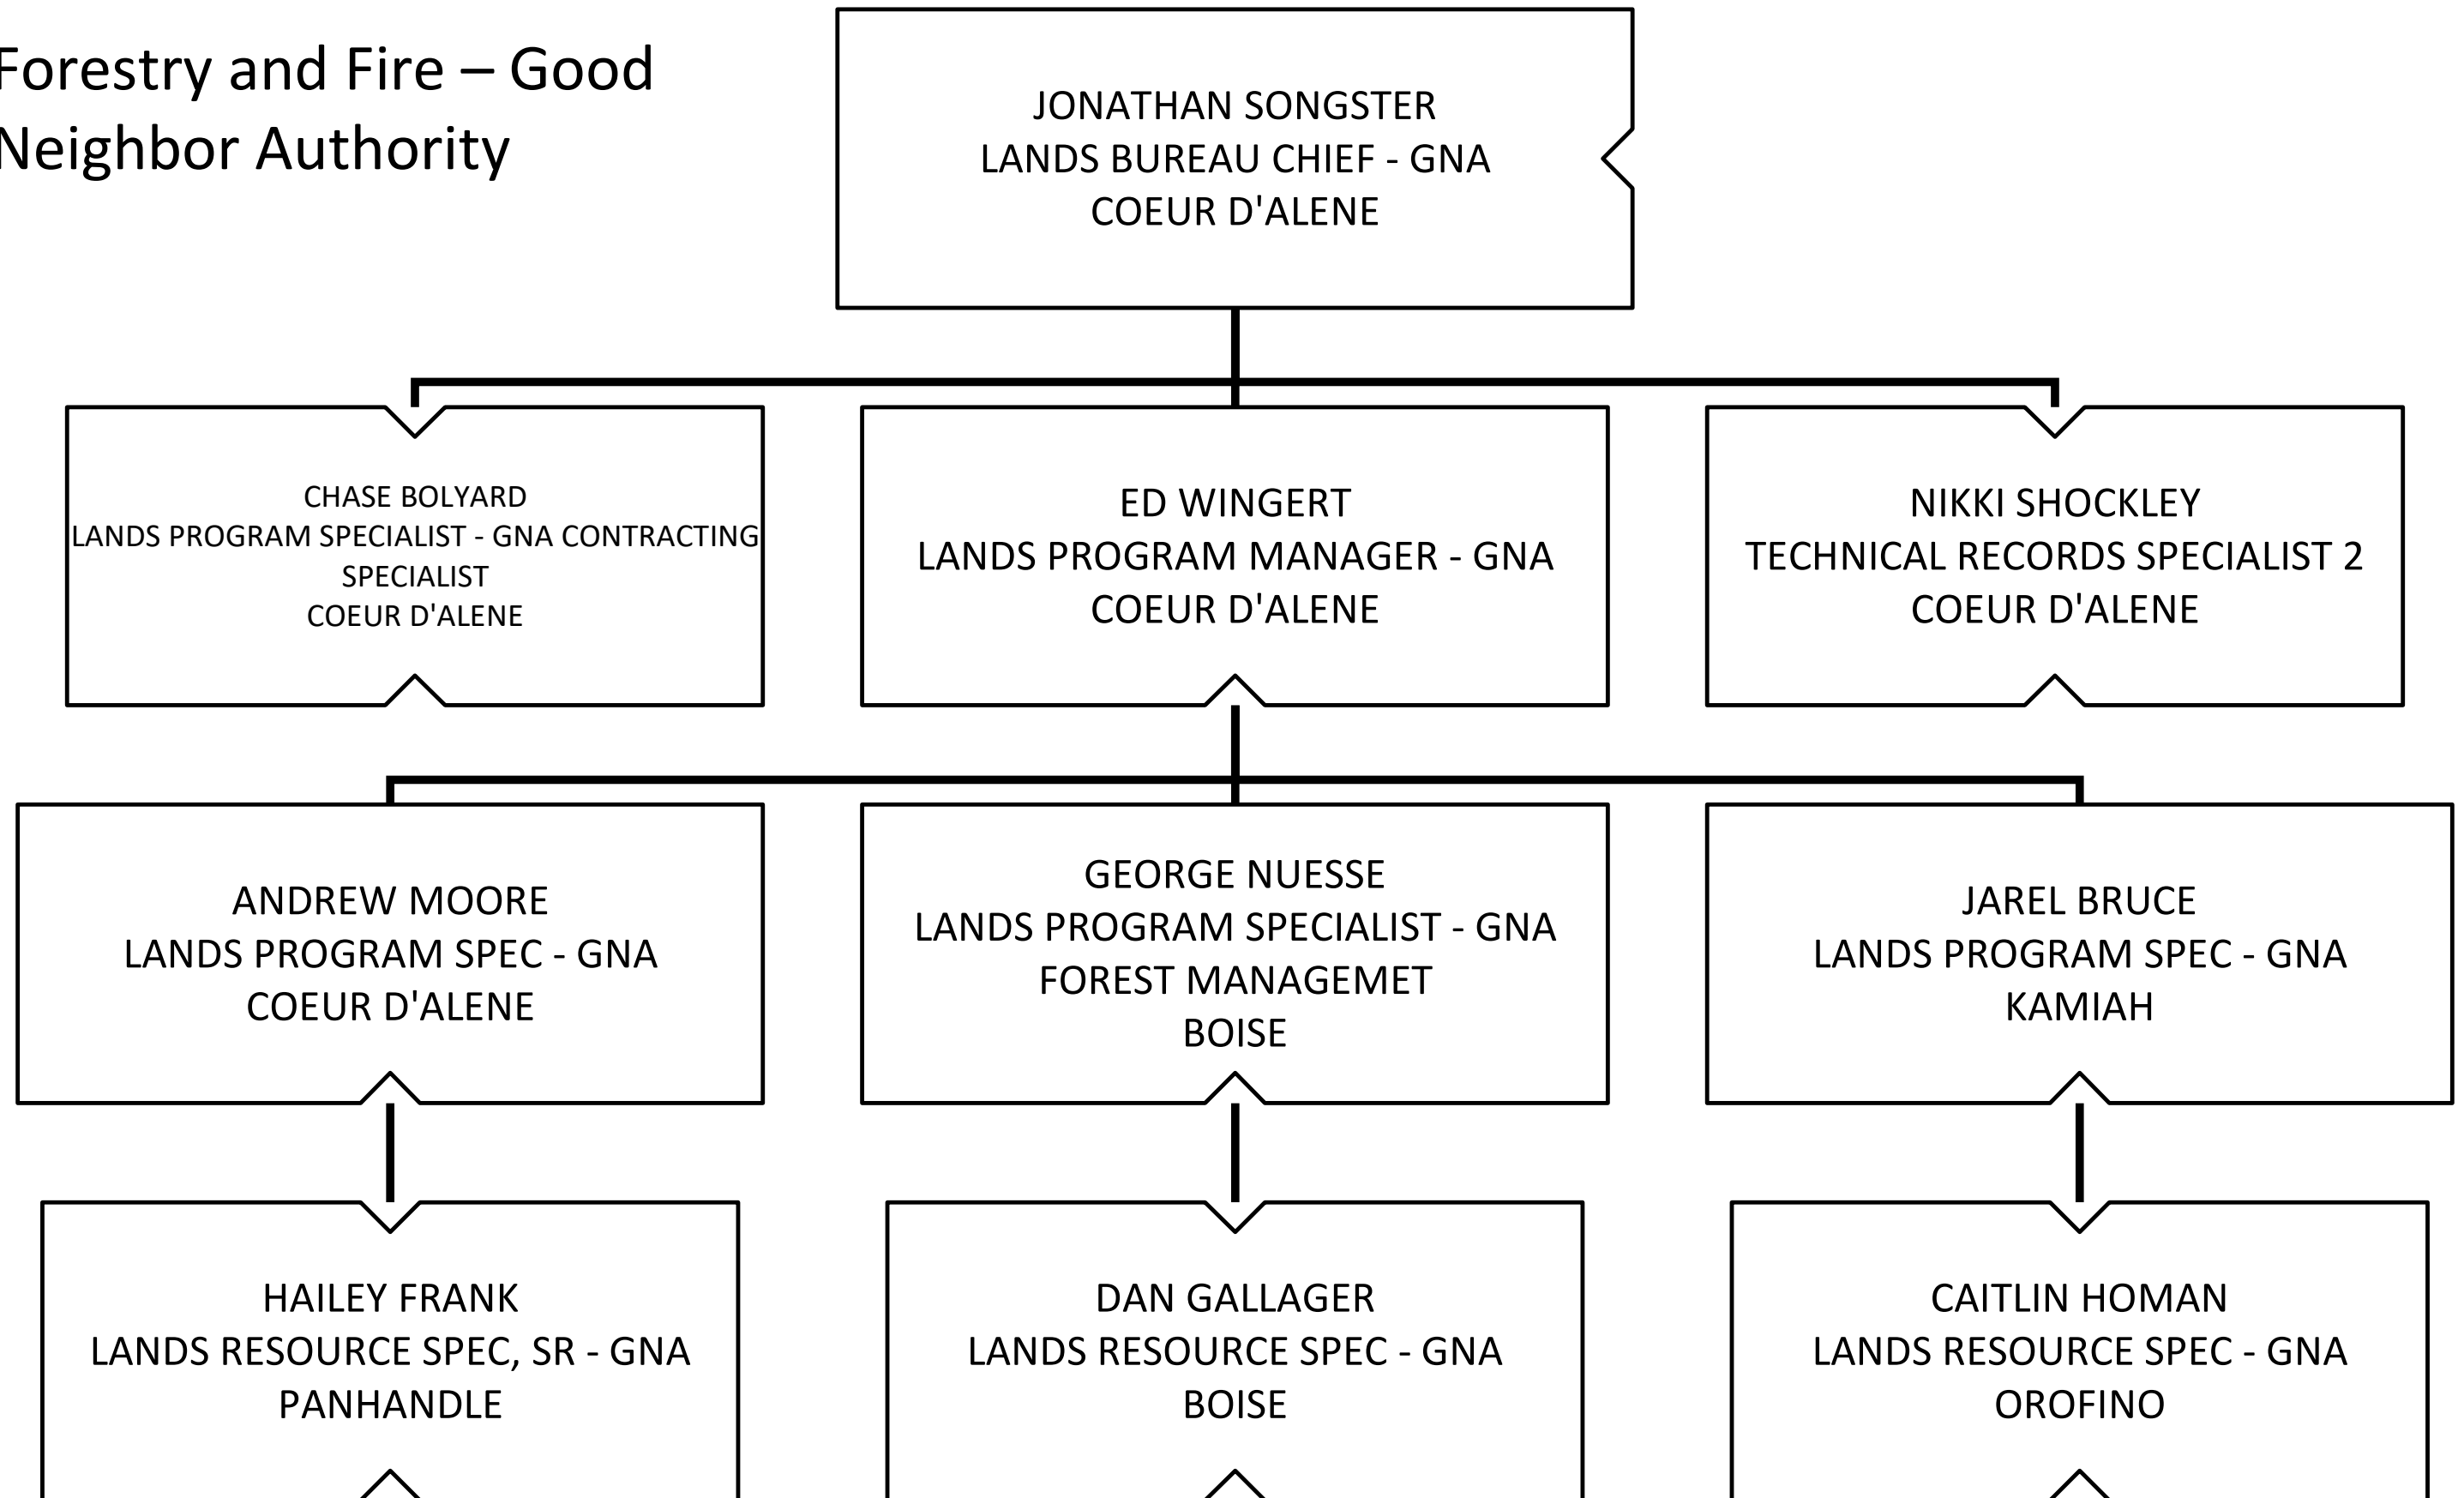 Forestry and Fire – Good
Neighbor Authority
JONATHAN SONGSTER
LANDS BUREAU CHIEF - GNA
COEUR D'ALENE
CHASE BOLYARD
LANDS PROGRAM SPECIALIST - GNA CONTRACTING
SPECIALIST
COEUR D'ALENE
ED WINGERT
LANDS PROGRAM MANAGER - GNA
COEUR D'ALENE
NIKKI SHOCKLEY
TECHNICAL RECORDS SPECIALIST 2
COEUR D'ALENE
ANDREW MOORE
LANDS PROGRAM SPEC - GNA
COEUR D'ALENE
GEORGE NUESSE
LANDS PROGRAM SPECIALIST - GNA
FOREST MANAGEMET
BOISE
JAREL BRUCE
LANDS PROGRAM SPEC - GNA
KAMIAH
HAILEY FRANK
LANDS RESOURCE SPEC, SR - GNA
PANHANDLE
DAN GALLAGER
LANDS RESOURCE SPEC - GNA
BOISE
CAITLIN HOMAN
LANDS RESOURCE SPEC - GNA
OROFINO